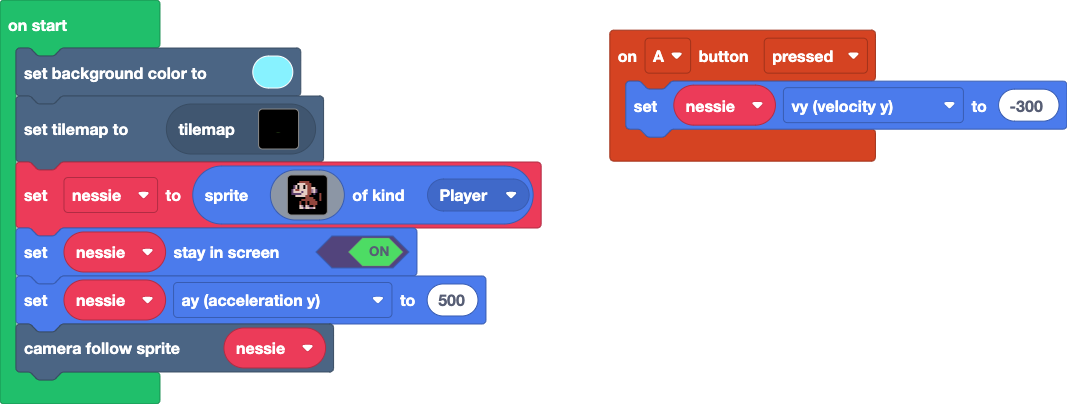 on start
set background color to
set tilemap to tilemap
set nessie to sprite of kind Player
set nessie stay in screen ON
set nessie ay (acceleration y) to 500
camera follow sprite nessie
on A button pressed
set nessie vy (velocity y) to -300